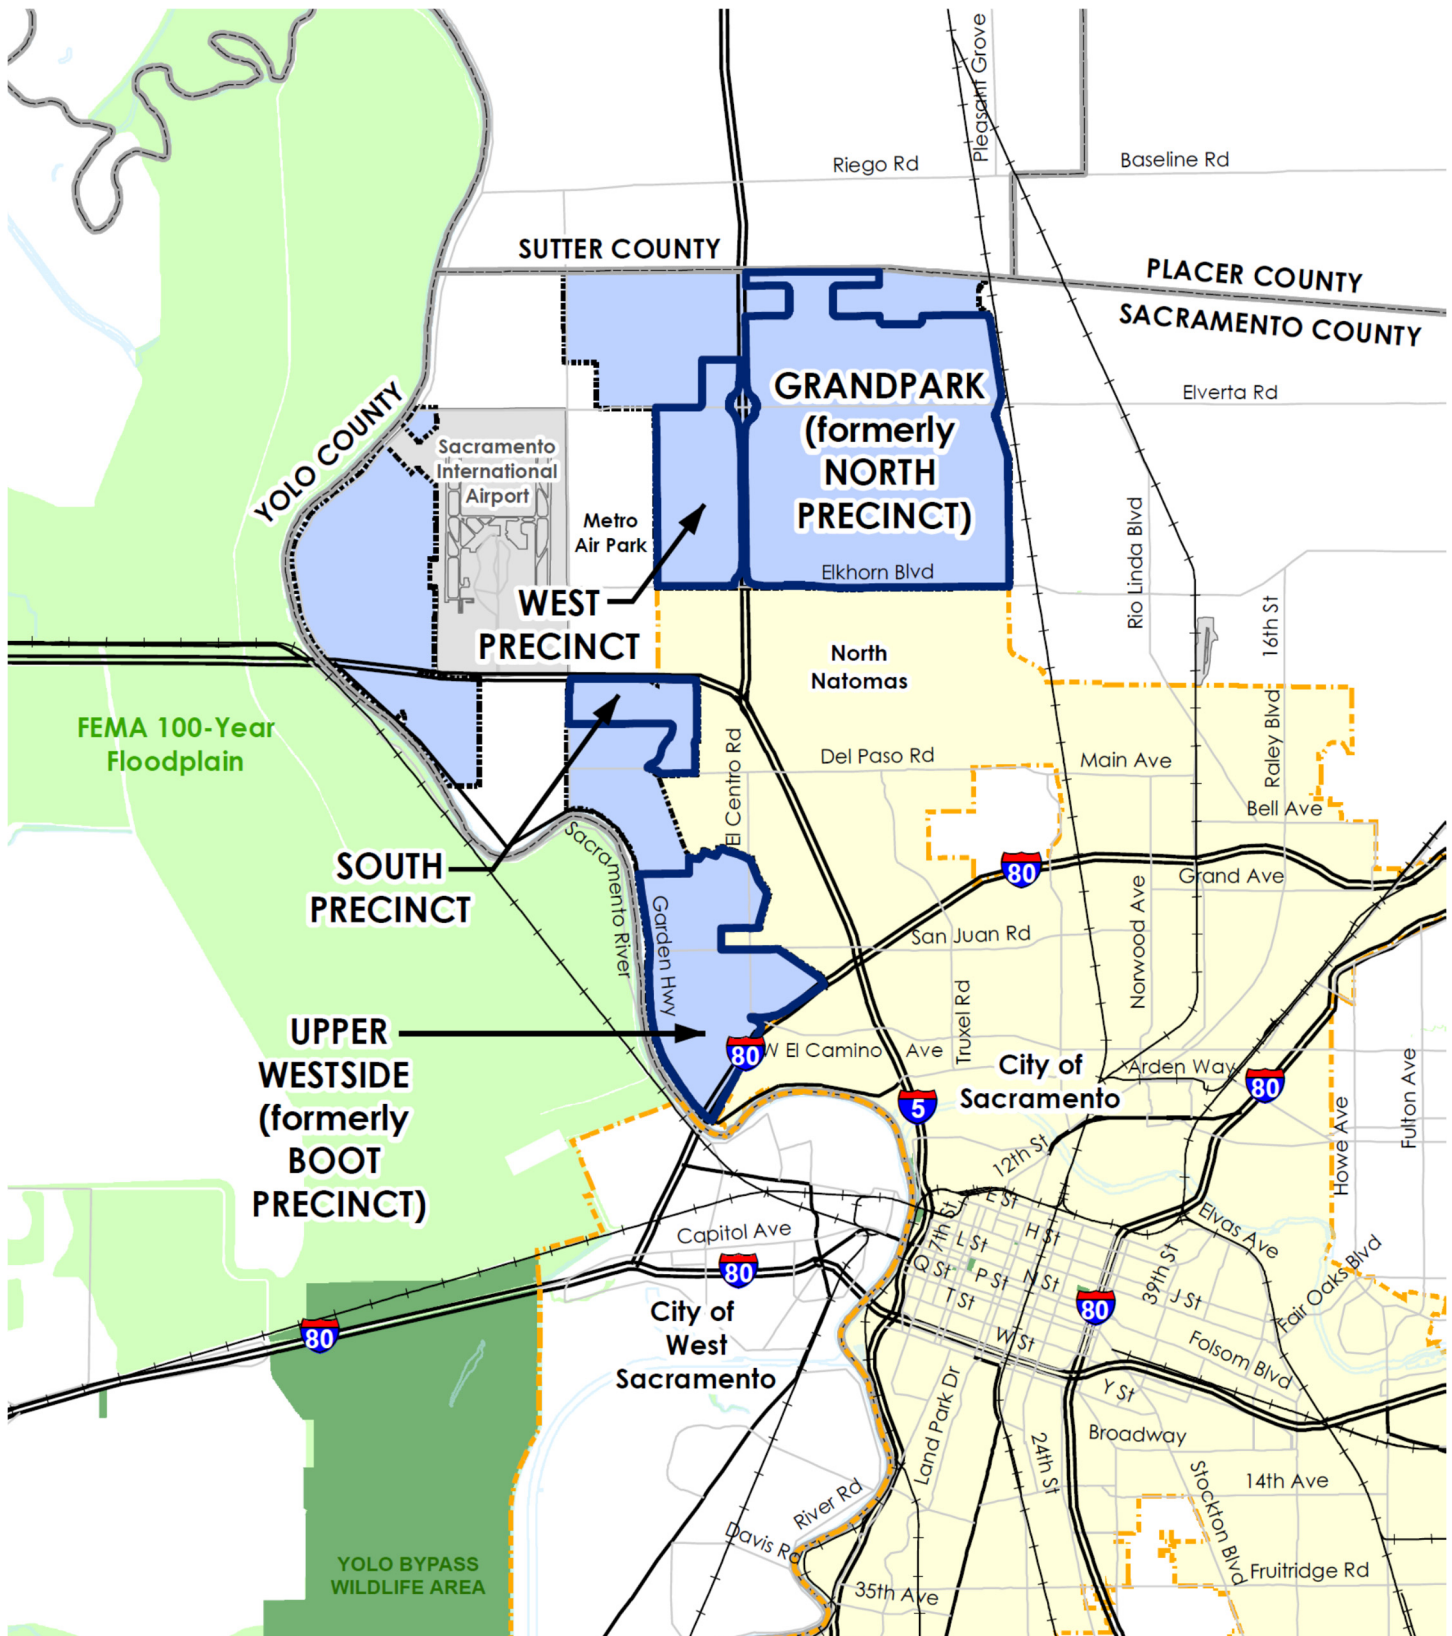 Pleasant Grove
Riego Rd
Baseline Rd
SUTTER COUNTY
PLACER COUNTY
SACRAMENTO COUNTY
GRANDPARK
(formerly
NORTH
PRECINCT)
Elverta Rd
YOLO COUNTY
Sacramento
International
Airport
Metro
Air Park
Rio Linda Blvd
Elkhorn Blvd
WEST
PRECINCT
16th St
North
Natomas
FEMA 100-Year
Floodplain
El Centro Rd
Del Paso Rd
Main Ave
Raley Blvd
Bell Ave
Sacramento River
SOUTH
PRECINCT
80
Grand Ave
Garden Hwy
San Juan Rd
Norwood Ave
Truxel Rd
UPPER
WESTSIDE
(formerly
BOOT
PRECINCT)
80
W El Camino Ave
City of
Sacramento
Arden Way
80
5
Howe Ave
Fulton Ave
12th St
E St
7th St
L St
H St
Elvas Ave
Capitol Ave
Q St
P St
N St
39th St
J St
Fair Oaks Blvd
T St
80
80
80
City of
West
Sacramento
W St
Folsom Blvd
Y St
Land Park Dr
24th St
Broadway
14th Ave
Stockton Blvd
River Rd
Davis Rd
YOLO BYPASS
WILDLIFE AREA
35th Ave
Fruitridge Rd